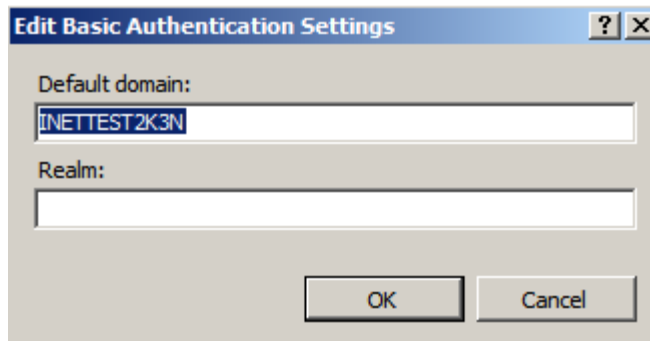 Edit Basic Authentication Settings
Default domain:
INETTEST2K3N
Realm:
OK Cancel